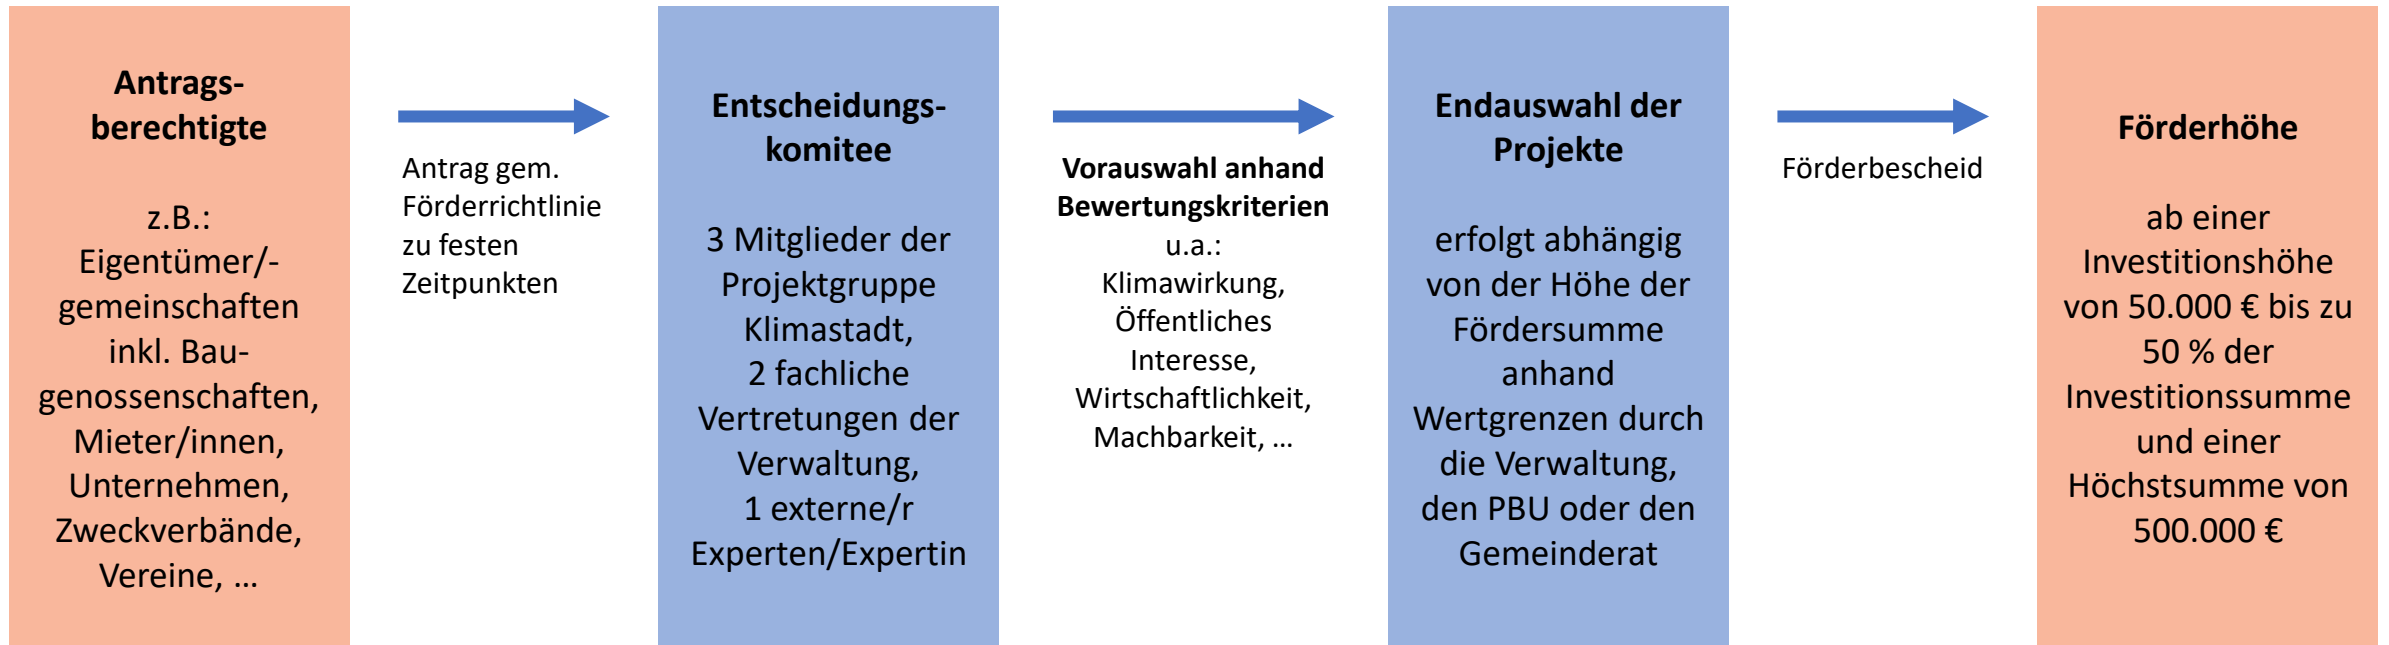 Antrags-
berechtigte
z.B.:
Eigentümer/-
gemeinschaften
inkl. Bau-
genossenschaften,
Mieter/innen,
Unternehmen,
Zweckverbände,
Vereine, …
Antrag gem.
Förderrichtlinie
zu festen
Zeitpunkten
Entscheidungs-
komitee
3 Mitglieder der
Projektgruppe
Klimastadt,
2 fachliche
Vertretungen der
Verwaltung,
1 externe/r
Experten/Expertin
Vorauswahl anhand
Bewertungskriterien
u.a.:
Klimawirkung,
Öffentliches
Interesse,
Wirtschaftlichkeit,
Machbarkeit, …
Endauswahl der
Projekte
erfolgt abhängig
von der Höhe der
Fördersumme
anhand
Wertgrenzen durch
die Verwaltung,
den PBU oder den
Gemeinderat
Förderbescheid
Förderhöhe
ab einer
Investitionshöhe
von 50.000 € bis zu
50 % der
Investitionssumme
und einer
Höchstsumme von
500.000 €